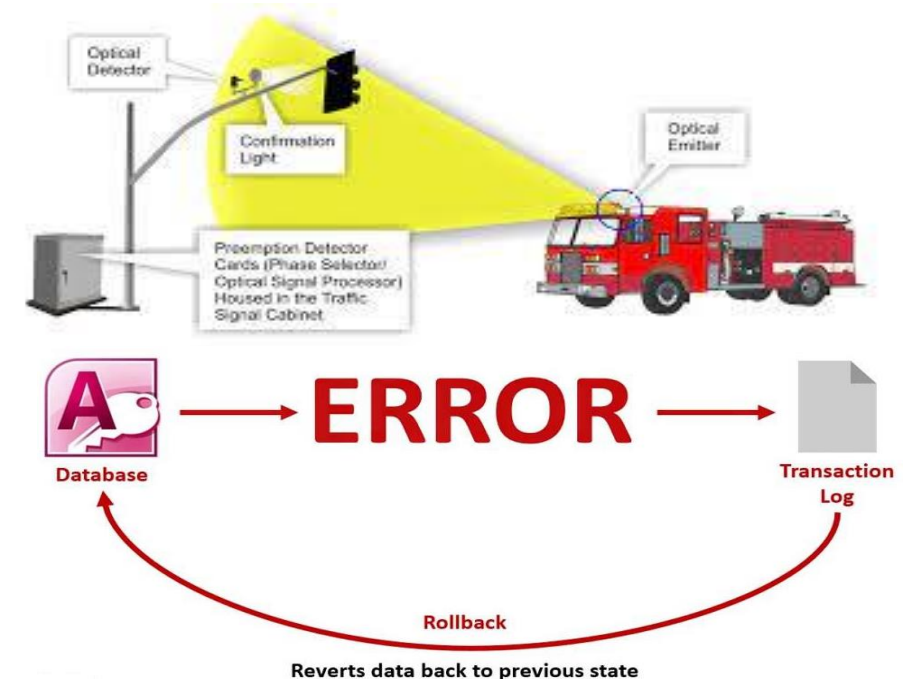 Optical
Detector
Confirmation
Light
Optical
Emitter
Preemption Detector
Cards (Phase Selector/
Optical Signal Processor)
Housed in the Traffic
Signal Cabinet
A
ERROR
Database
Transaction
Log
Rollback
Reverts data back to previous state